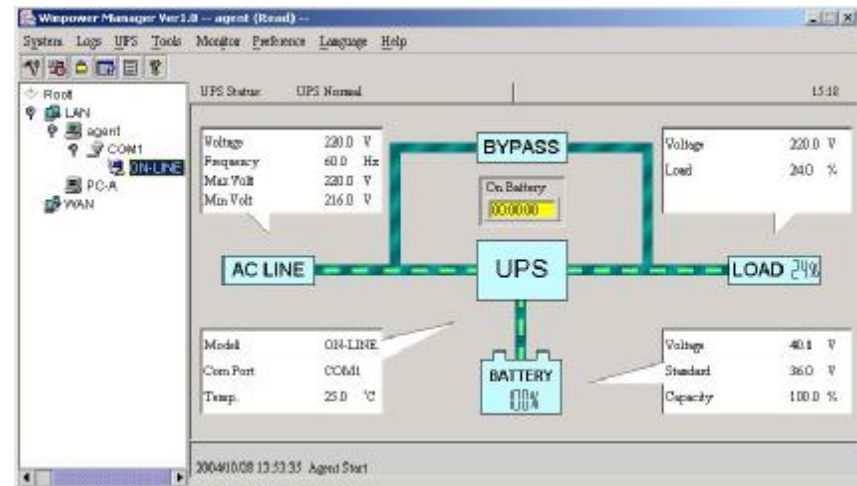 Winpower Manager Ver1.0 -- agent (Read) --
System Logs UPS Tools Monitor Preference Language Help
Root
LAN
agent
COM1
ON-LINE
PC-A
WAN
UPS Status: UPS Normal 15:18
Voltage 220.0 V
Frequency 60.0 Hz
Max Volt 220.0 V
Min Volt 216.0 V
BYPASS
On Battery
00:00:00
Voltage 220.0 V
Load 24.0 %
AC LINE
UPS
LOAD 24%
Model ON-LINE
Com Port COM1
Temp. 25.0 °C
BATTERY
100%
Voltage 40.1 V
Standard 36.0 V
Capacity 100.0 %
2004/10/28 13:53:35 Agent Start